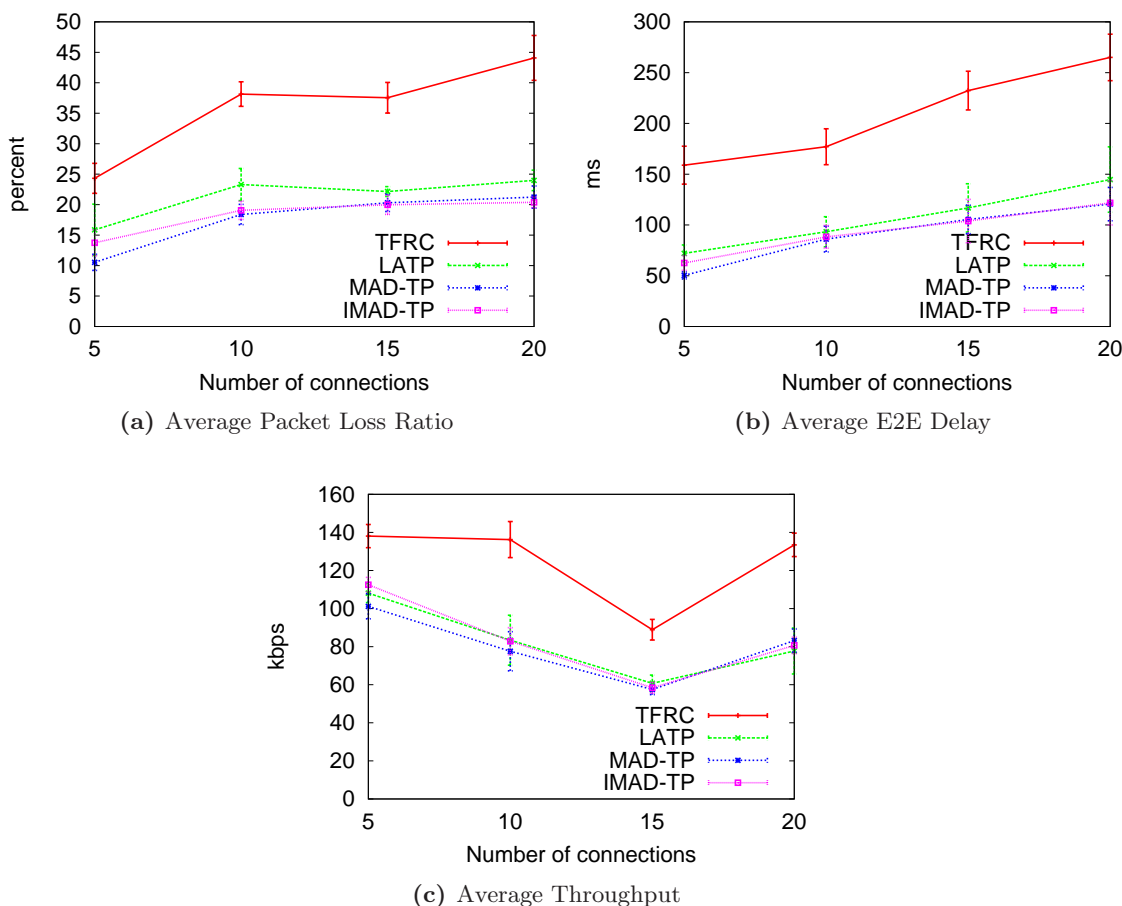 50
45
40
35
30
25
20
15
10
5
0
percent
TFRC
LATP
MAD-TP
IMAD-TP
5 10 15 20
Number of connections
(a) Average Packet Loss Ratio
300
250
200
150
100
50
0
ms
TFRC
LATP
MAD-TP
IMAD-TP
5 10 15 20
Number of connections
(b) Average E2E Delay
160
140
120
100
80
60
40
20
0
kbps
TFRC
LATP
MAD-TP
IMAD-TP
5 10 15 20
Number of connections
(c) Average Throughput